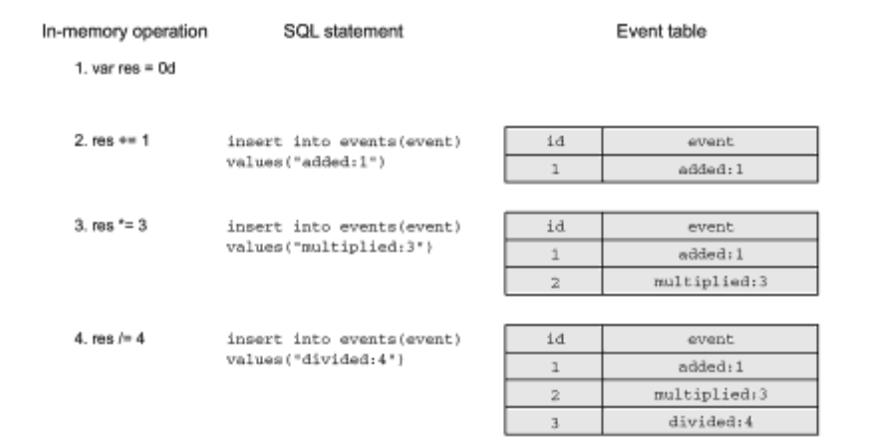 In-memory operation SQL statement Event table
1. var res = 0d
2. res += 1 insert into events(event) id event
values("added:1") 1 added:1
3. res *= 3 insert into events(event) id event
values("multiplied:3") 1 added:1
2 multiplied:3
4. res /= 4 insert into events(event) id event
values("divided:4") 1 added:1
2 multiplied:3
3 divided:4